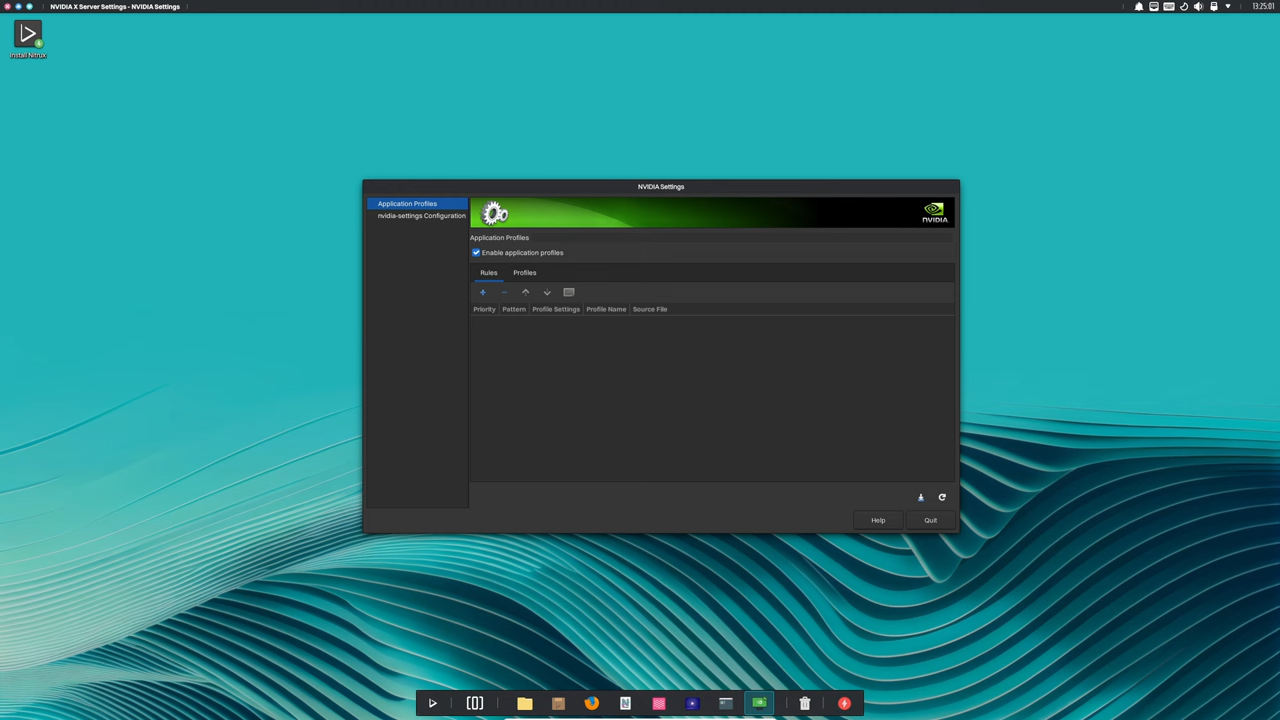 NVIDIA X Server Settings - NVIDIA Settings
13:25:01
Install Nitrux
NVIDIA Settings
Application Profiles
nvidia-settings Configuration
NVIDIA.
Application Profiles
Enable application profiles
Rules Profiles
Priority Pattern Profile Settings Profile Name Source File
Help Quit